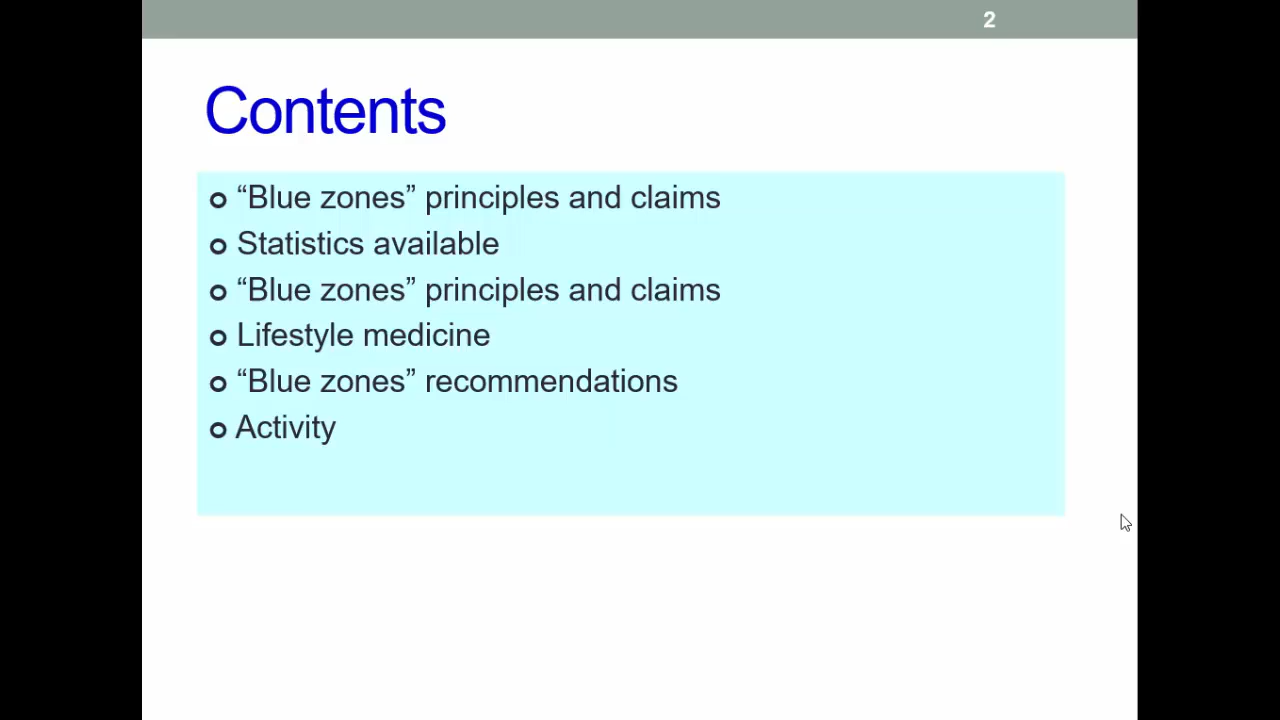 2
Contents
“Blue zones” principles and claims
Statistics available
“Blue zones” principles and claims
Lifestyle medicine
“Blue zones” recommendations
Activity